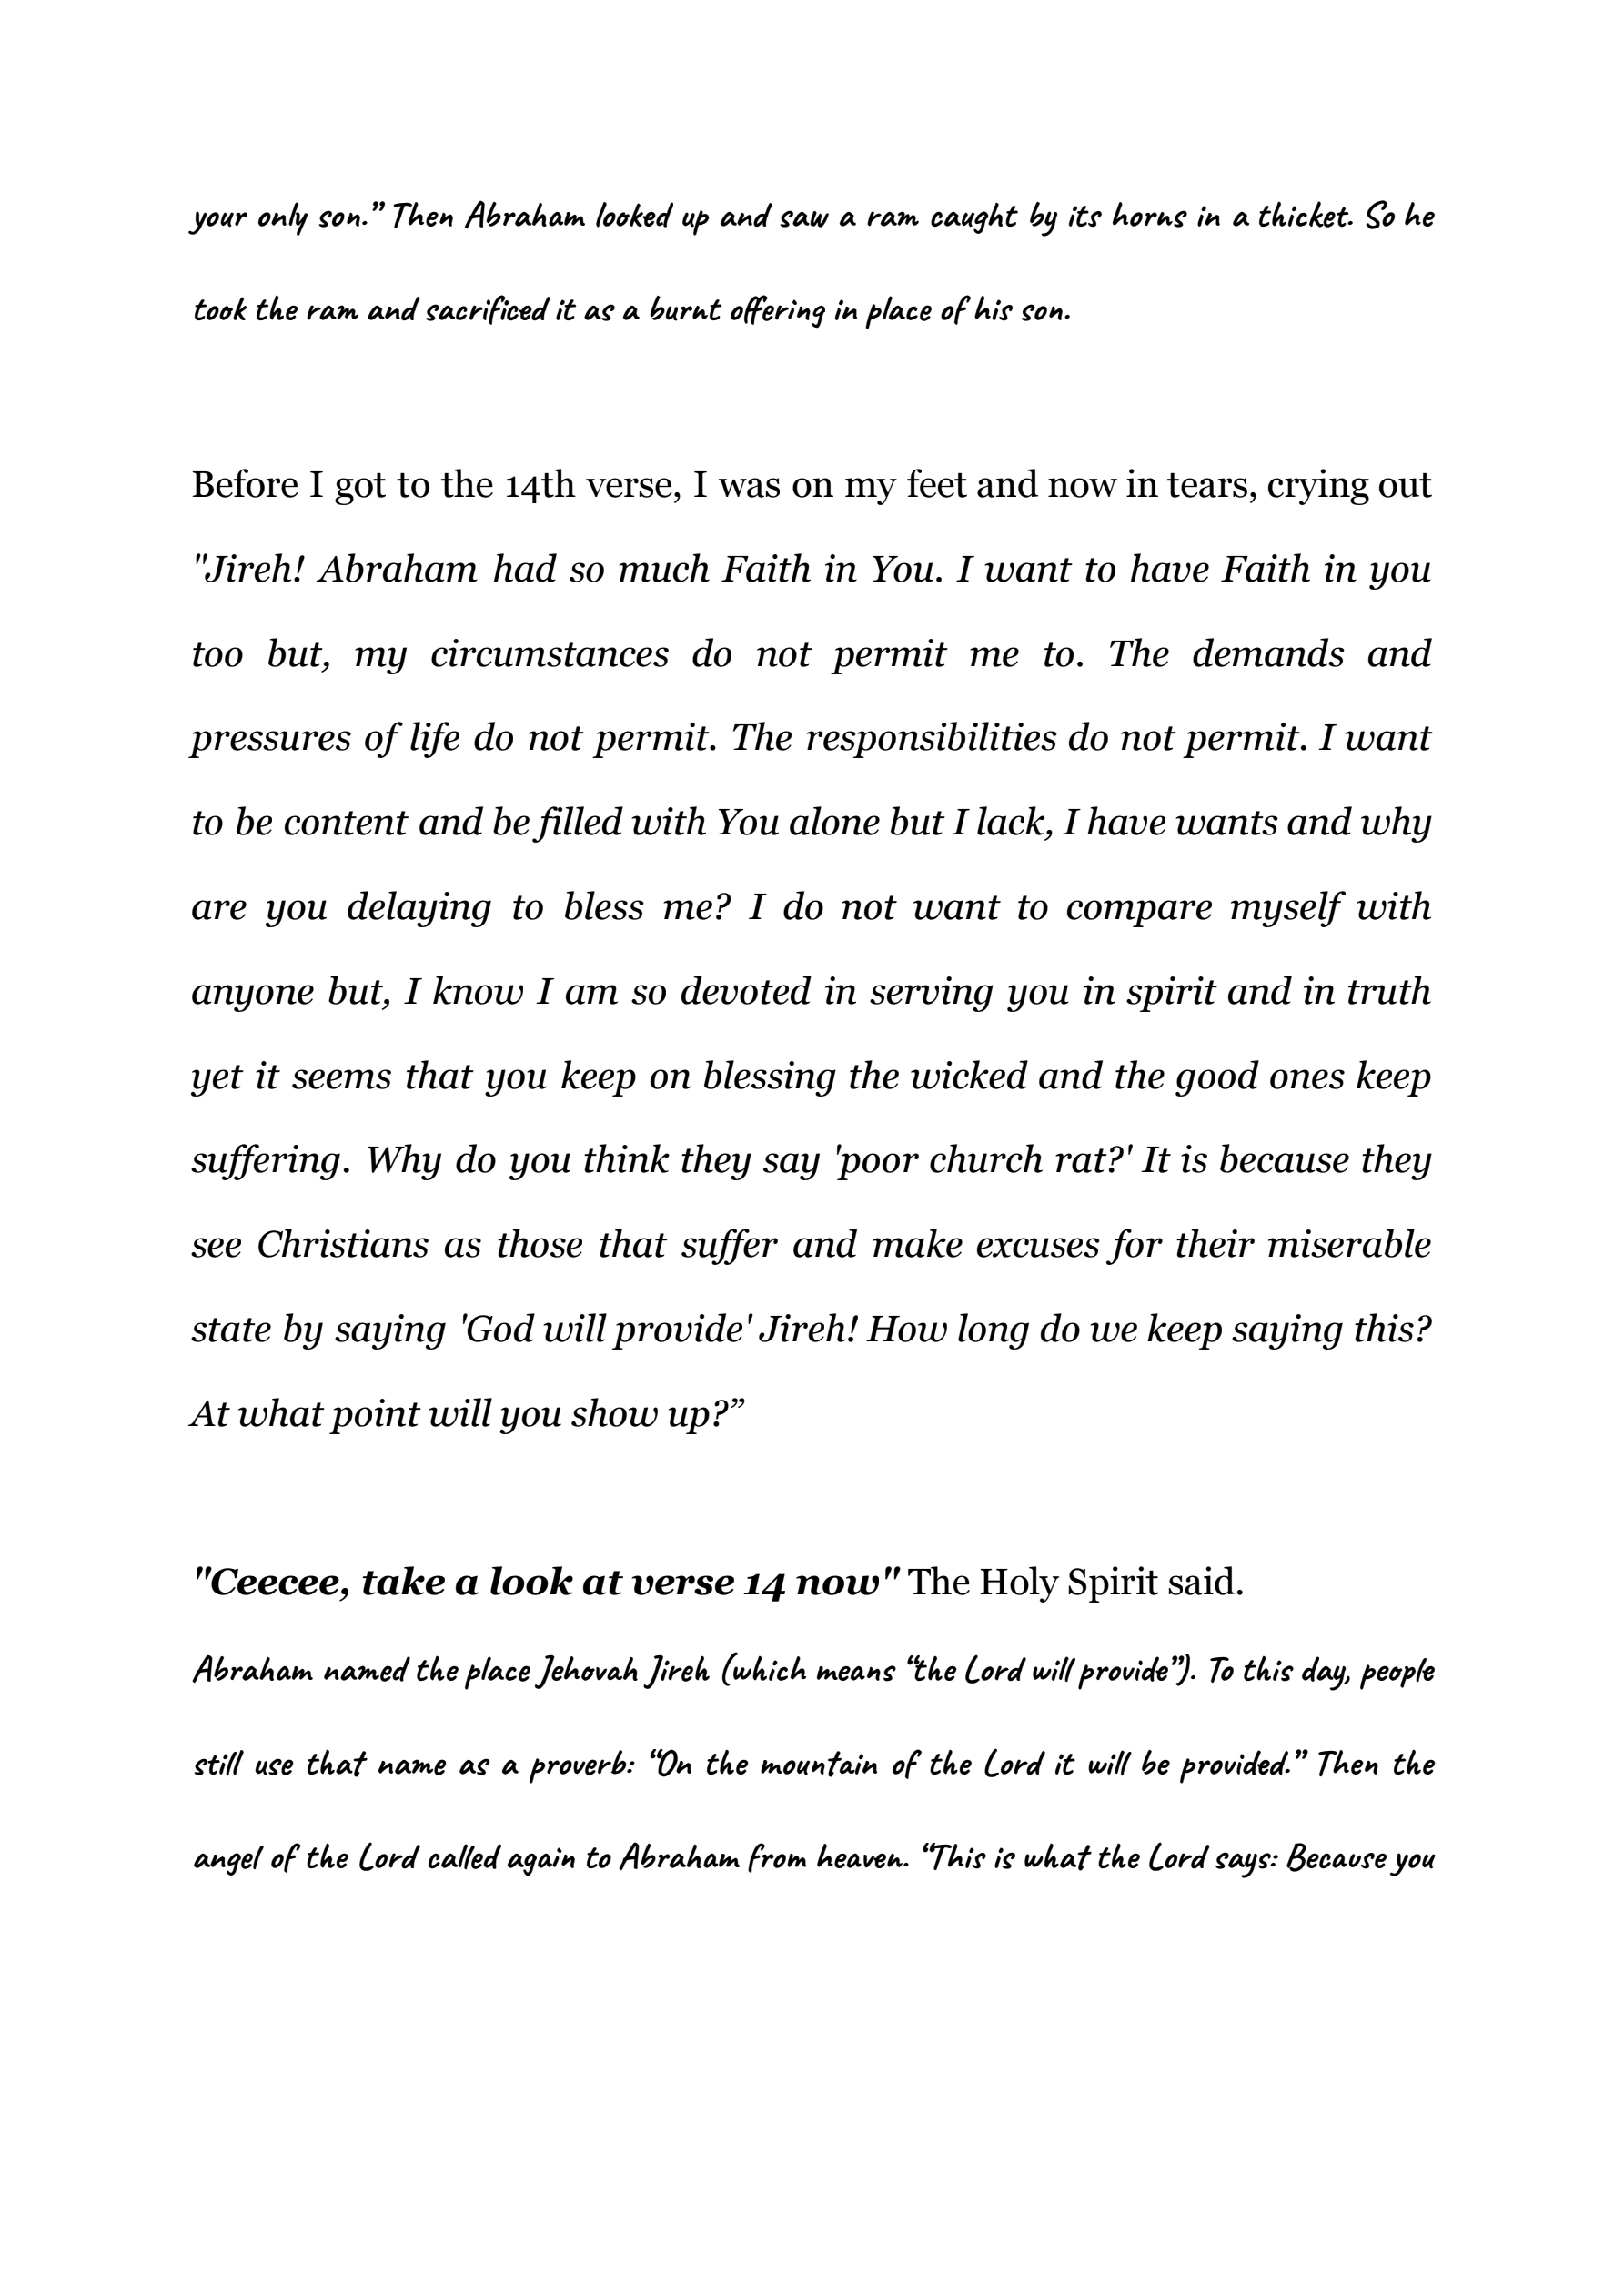 your only son.” Then Abraham looked up and saw a ram caught by its horns in a thicket. So he
took the ram and sacrificed it as a burnt offering in place of his son.
Before I got to the 14th verse, I was on my feet and now in tears, crying out
"Jireh! Abraham had so much Faith in You. I want to have Faith in you
too but, my circumstances do not permit me to. The demands and
pressures of life do not permit. The responsibilities do not permit. I want
to be content and be filled with You alone but I lack, I have wants and why
are you delaying to bless me? I do not want to compare myself with
anyone but, I know I am so devoted in serving you in spirit and in truth
yet it seems that you keep on blessing the wicked and the good ones keep
suffering. Why do you think they say 'poor church rat?' It is because they
see Christians as those that suffer and make excuses for their miserable
state by saying 'God will provide' Jireh! How long do we keep saying this?
At what point will you show up?”
"Ceecee, take a look at verse 14 now" The Holy Spirit said.
Abraham named the place Jehovah Jireh (which means “the Lord will provide”). To this day, people
still use that name as a proverb: “On the mountain of the Lord it will be provided.” Then the
angel of the Lord called again to Abraham from heaven. “This is what the Lord says: Because you